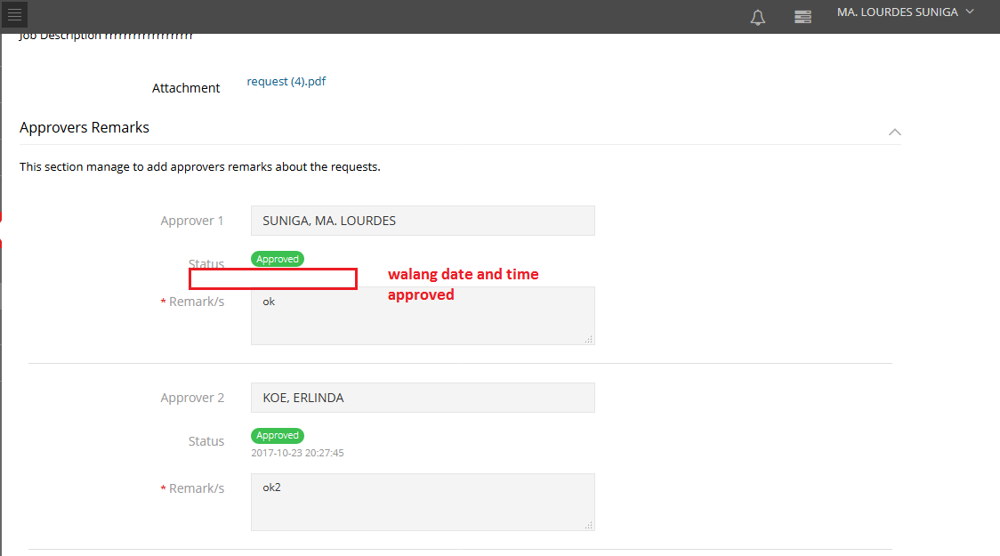 MA. LOURDES SUNIGA
Job Description rrrrrrrrrrrrrrrrrr
Attachment request (4).pdf
Approvers Remarks
This section manage to add approvers remarks about the requests.
Approver 1 SUNIGA, MA. LOURDES
Status Approved
walang date and time
approved
* Remark/s ok
Approver 2 KOE, ERLINDA
Status Approved
2017-10-23 20:27:45
* Remark/s ok2